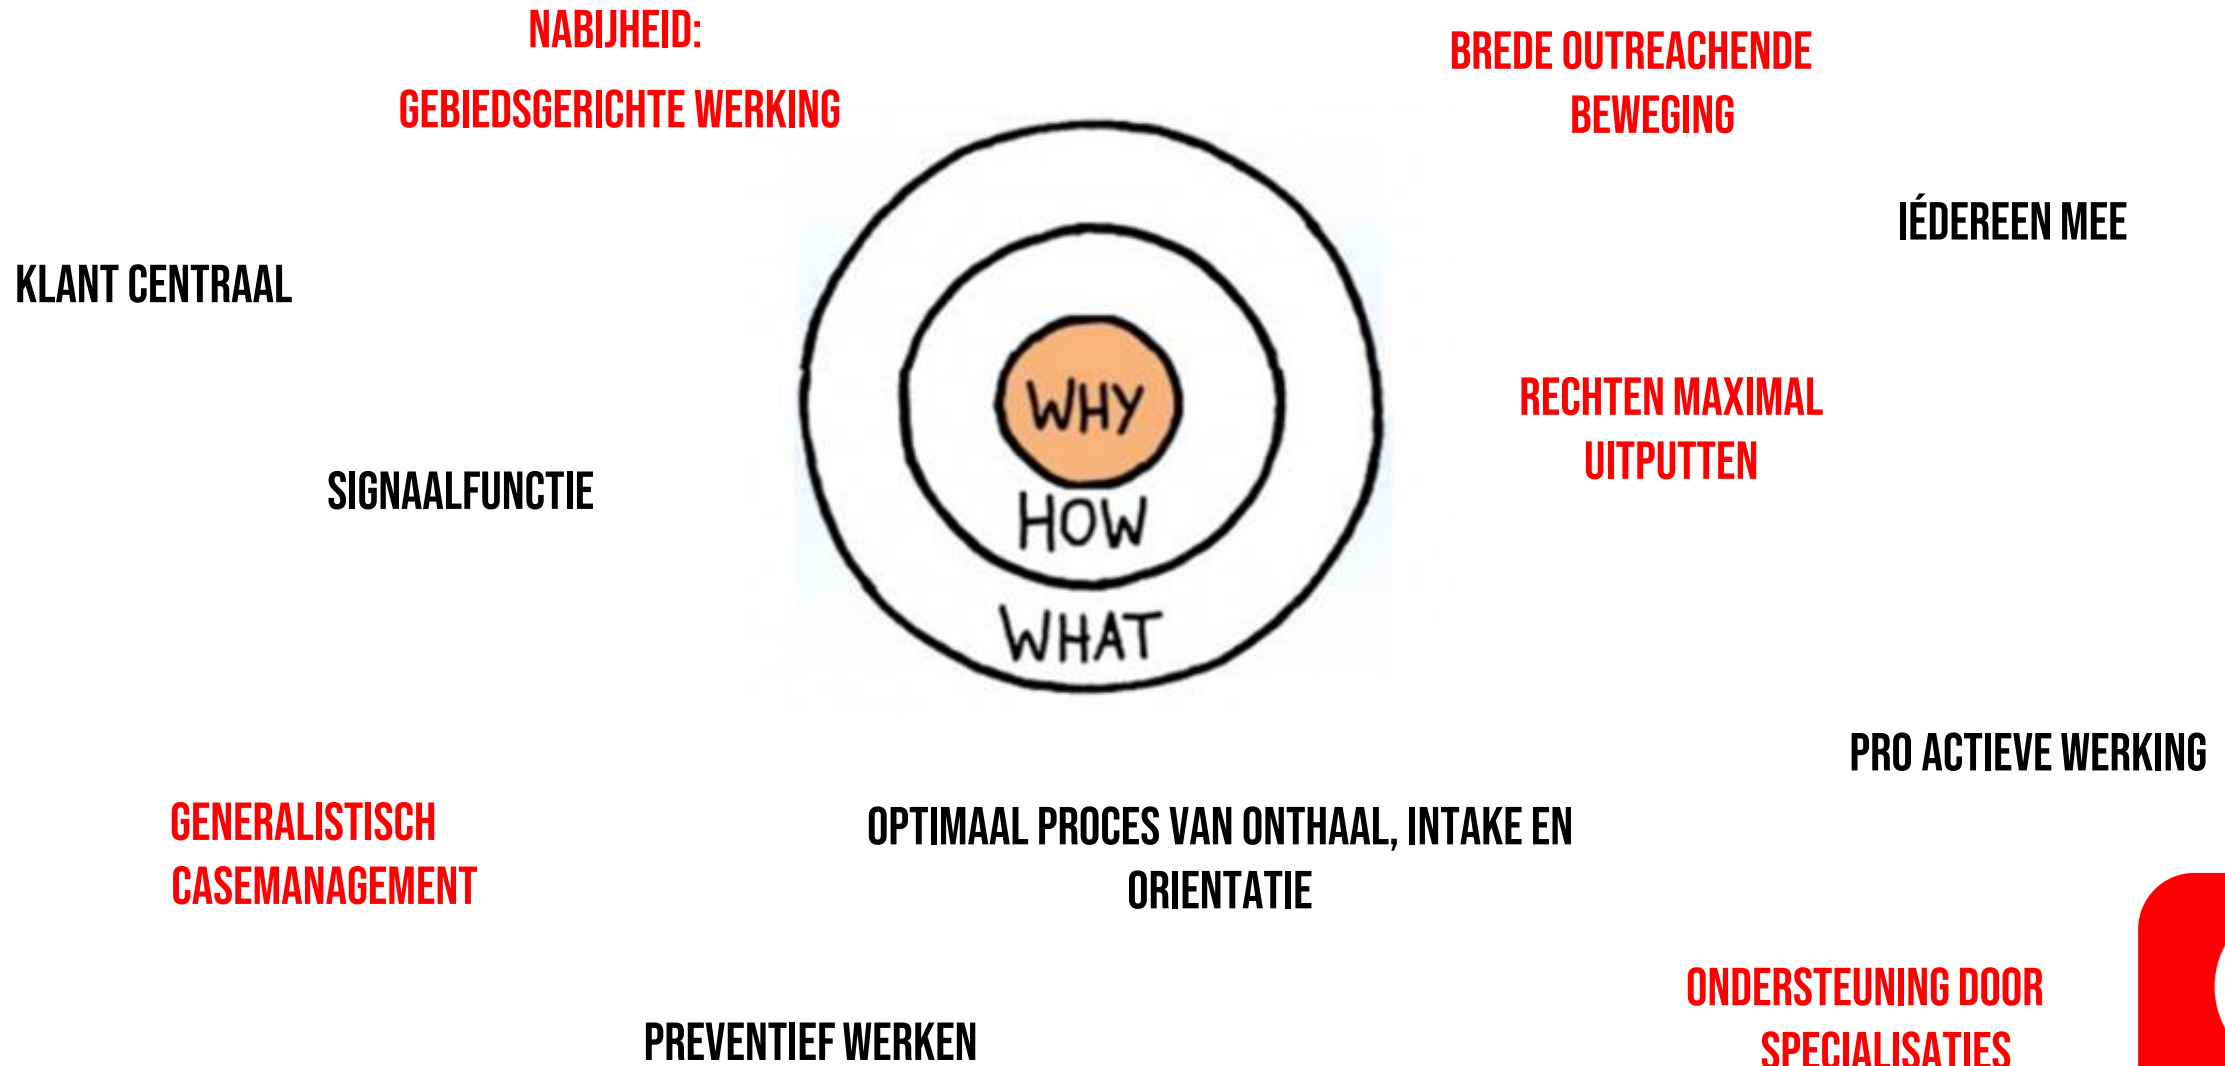 NABIJHEID:
GEBIEDSGERICHTE WERKING
BREDE OUTREACHENDE
BEWEGING
IÉDEREEN MEE
KLANT CENTRAAL
WHY
HOW
WHAT
RECHTEN MAXIMAL
UITPUTTEN
SIGNAALFUNCTIE
PRO ACTIEVE WERKING
GENERALISTISCH
CASEMANAGEMENT
OPTIMAAL PROCES VAN ONTHAAL, INTAKE EN
ORIENTATIE
ONDERSTEUNING DOOR
SPECIALISATIES
PREVENTIEF WERKEN